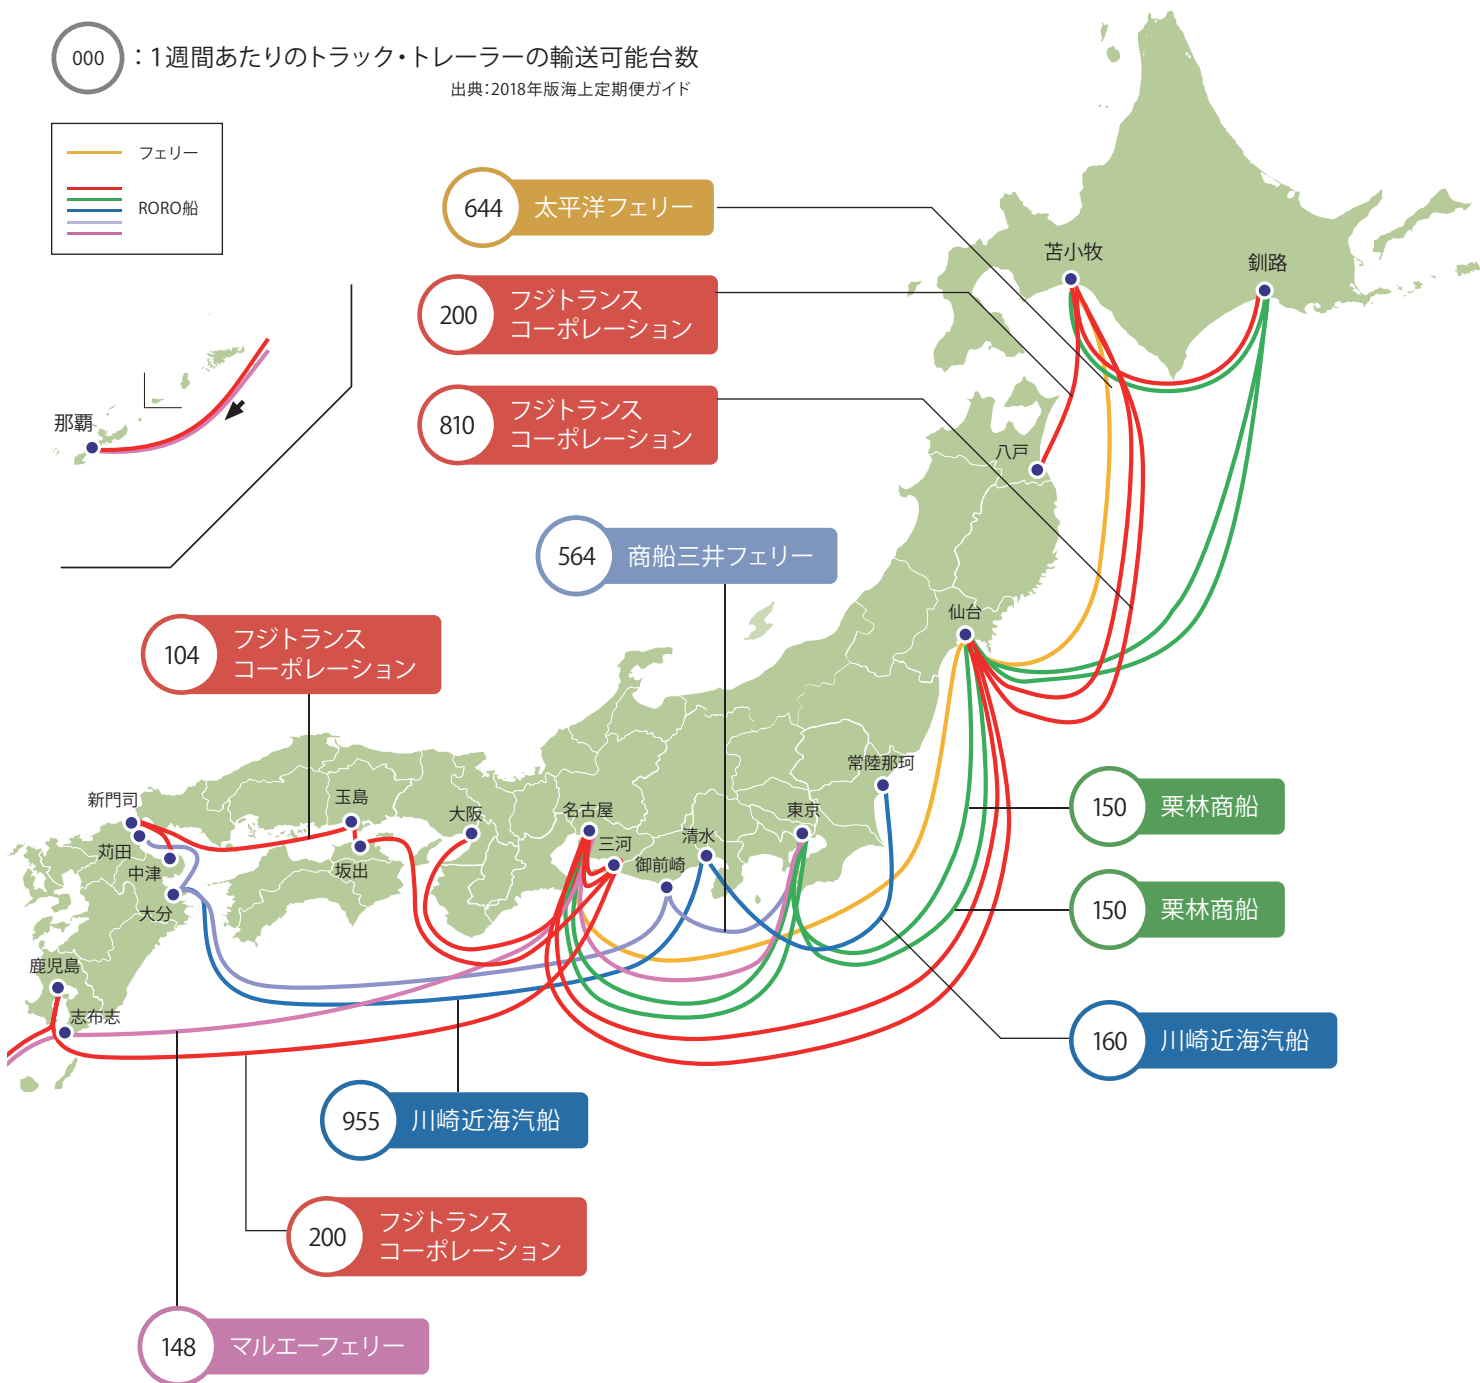 000 :1週間あたりのトラック・トレーラーの輸送可能台数
出典:2018年版海上定期便ガイド
フェリー
RORO船
644 太平洋フェリー
200 フジトランス
コーポレーション
810 フジトランス
コーポレーション
苫小牧
釧路
那覇
八戸
564 商船三井フェリー
仙台
104 フジトランス
コーポレーション
常陸那珂
新門司
玉島
大阪
名古屋
東京
150 栗林商船
苅田
中津
坂出
三河
清水
御前崎
大分
150 栗林商船
鹿児島
志布志
160 川崎近海汽船
955 川崎近海汽船
200 フジトランス
コーポレーション
148 マルエーフェリー